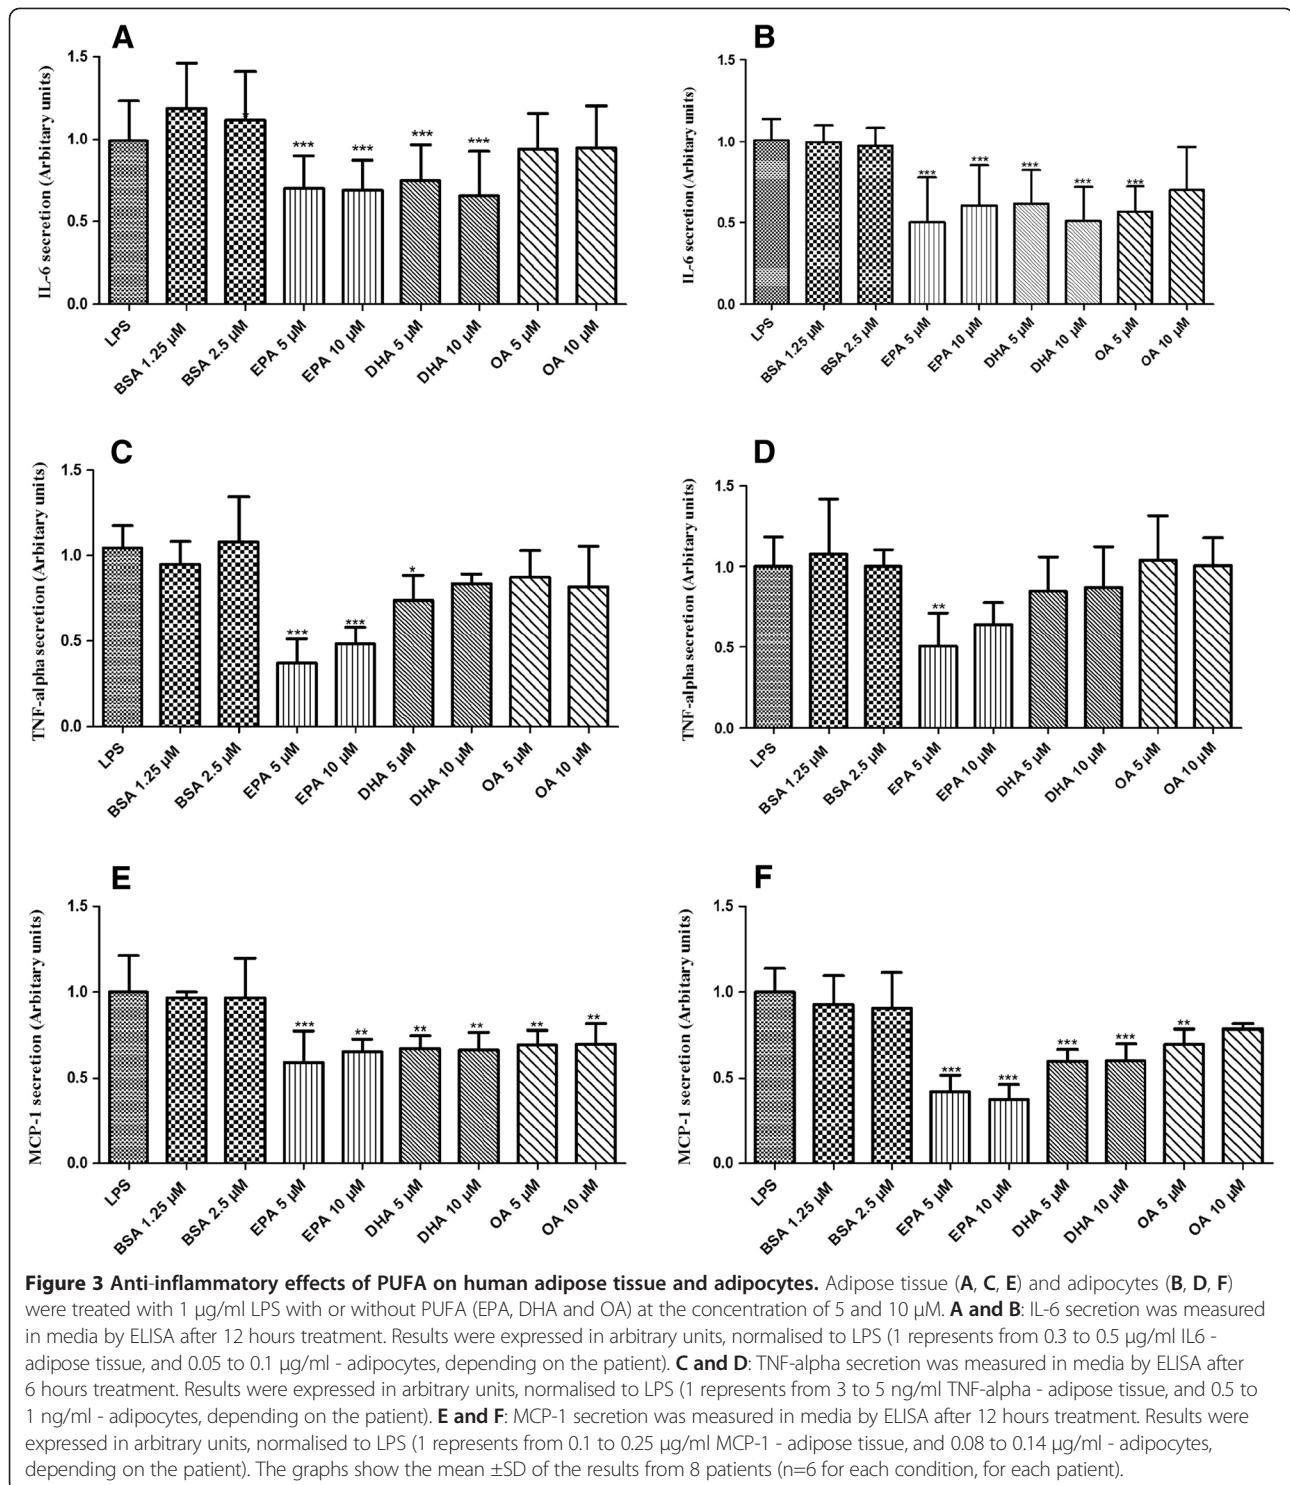 A
IL-6 secretion (Arbitary units)
1.5
1.0
0.5
0.0
***
***
***
***
LPS
BSA 1.25 µM
BSA 2.5 µM
EPA 5 µM
EPA 10 µM
DHA 5 µM
DHA 10 µM
OA 5 µM
OA 10 µM
B
IL-6 secretion (Arbitary units)
1.5
1.0
0.5
0.0
***
***
***
***
***
LPS
BSA 1.25 µM
BSA 2.5 µM
EPA 5 µM
EPA 10 µM
DHA 5 µM
DHA 10 µM
OA 5 µM
OA 10 µM
C
TNF-alpha secretion (Arbitary units)
1.5
1.0
0.5
0.0
***
***
*
LPS
BSA 1.25 µM
BSA 2.5 µM
EPA 5 µM
EPA 10 µM
DHA 5 µM
DHA 10 µM
OA 5 µM
OA 10 µM
D
TNF-alpha secretion (Arbitary units)
1.5
1.0
0.5
0.0
**
LPS
BSA 1.25 µM
BSA 2.5 µM
EPA 5 µM
EPA 10 µM
DHA 5 µM
DHA 10 µM
OA 5 µM
OA 10 µM
E
MCP-1 secretion (Arbitary units)
1.5
1.0
0.5
0.0
***
**
**
**
**
**
LPS
BSA 1.25 µM
BSA 2.5 µM
EPA 5 µM
EPA 10 µM
DHA 5 µM
DHA 10 µM
OA 5 µM
OA 10 µM
F
MCP-1 secretion (Arbitary units)
1.5
1.0
0.5
0.0
***
***
***
***
**
LPS
BSA 1.25 µM
BSA 2.5 µM
EPA 5 µM
EPA 10 µM
DHA 5 µM
DHA 10 µM
OA 5 µM
OA 10 µM
Figure 3 Anti-inflammatory effects of PUFA on human adipose tissue and adipocytes. Adipose tissue (A, C, E) and adipocytes (B, D, F)
were treated with 1 µg/ml LPS with or without PUFA (EPA, DHA and OA) at the concentration of 5 and 10 µM. A and B: IL-6 secretion was measured
in media by ELISA after 12 hours treatment. Results were expressed in arbitrary units, normalised to LPS (1 represents from 0.3 to 0.5 µg/ml IL6 -
adipose tissue, and 0.05 to 0.1 µg/ml - adipocytes, depending on the patient). C and D: TNF-alpha secretion was measured in media by ELISA after
6 hours treatment. Results were expressed in arbitrary units, normalised to LPS (1 represents from 3 to 5 ng/ml TNF-alpha - adipose tissue, and 0.5 to
1 ng/ml - adipocytes, depending on the patient). E and F: MCP-1 secretion was measured in media by ELISA after 12 hours treatment. Results were
expressed in arbitrary units, normalised to LPS (1 represents from 0.1 to 0.25 µg/ml MCP-1 - adipose tissue, and 0.08 to 0.14 µg/ml - adipocytes,
depending on the patient). The graphs show the mean ±SD of the results from 8 patients (n=6 for each condition, for each patient).